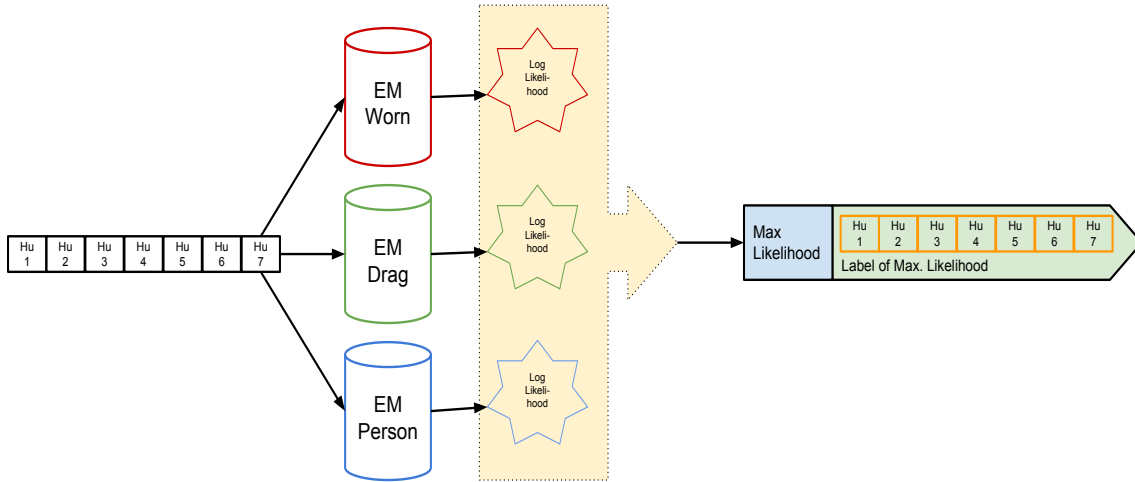 Hu Hu Hu Hu Hu Hu Hu
1 2 3 4 5 6 7
EM
Worn
EM
Drag
EM
Person
Log
Likeli-
hood
Log
Likeli-
hood
Log
Likeli-
hood
Max
Likelihood
Hu Hu Hu Hu Hu Hu Hu
1 2 3 4 5 6 7
Label of Max. Likelihood